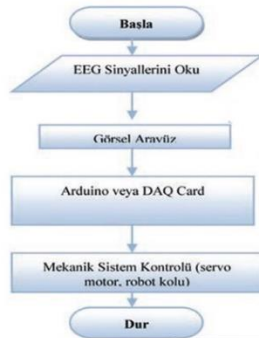 Başla
EEG Sinyallerini Oku
Görsel Arayüz
Arduino veya DAQ Card
Mekanik Sistem Kontrolü (servo
motor, robot kolu)
Dur